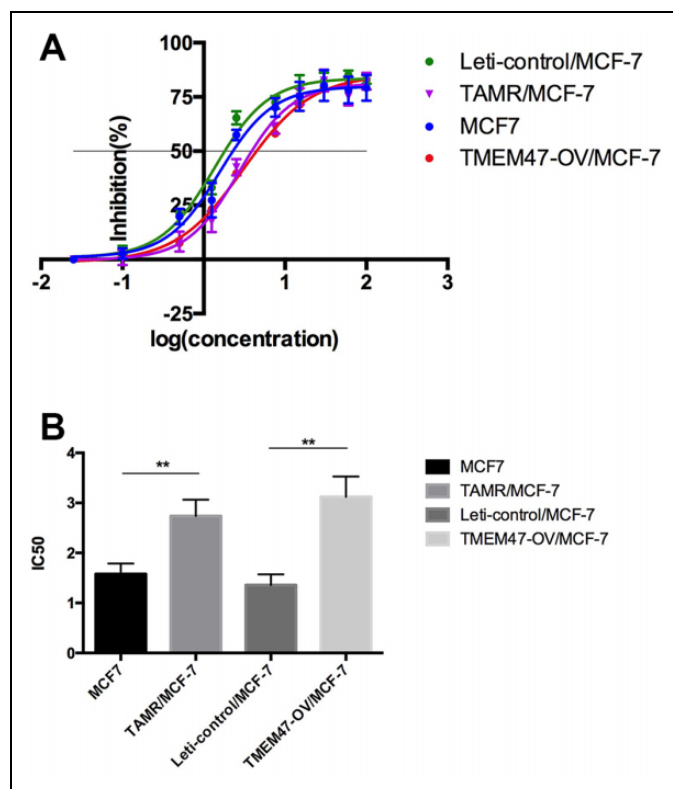 A
100
75
50
25
-25
-2
-1
0
1
2
3
Inhibition(%)
log(concentration)
Leti-control/MCF-7
TAMR/MCF-7
MCF7
TMEM47-OV/MCF-7
B
4
3
2
1
0
IC50
**
**
MCF7
TAMR/MCF-7
Leti-control/MCF-7
TMEM47-OV/MCF-7
MCF7
TAMR/MCF-7
Leti-control/MCF-7
TMEM47-OV/MCF-7